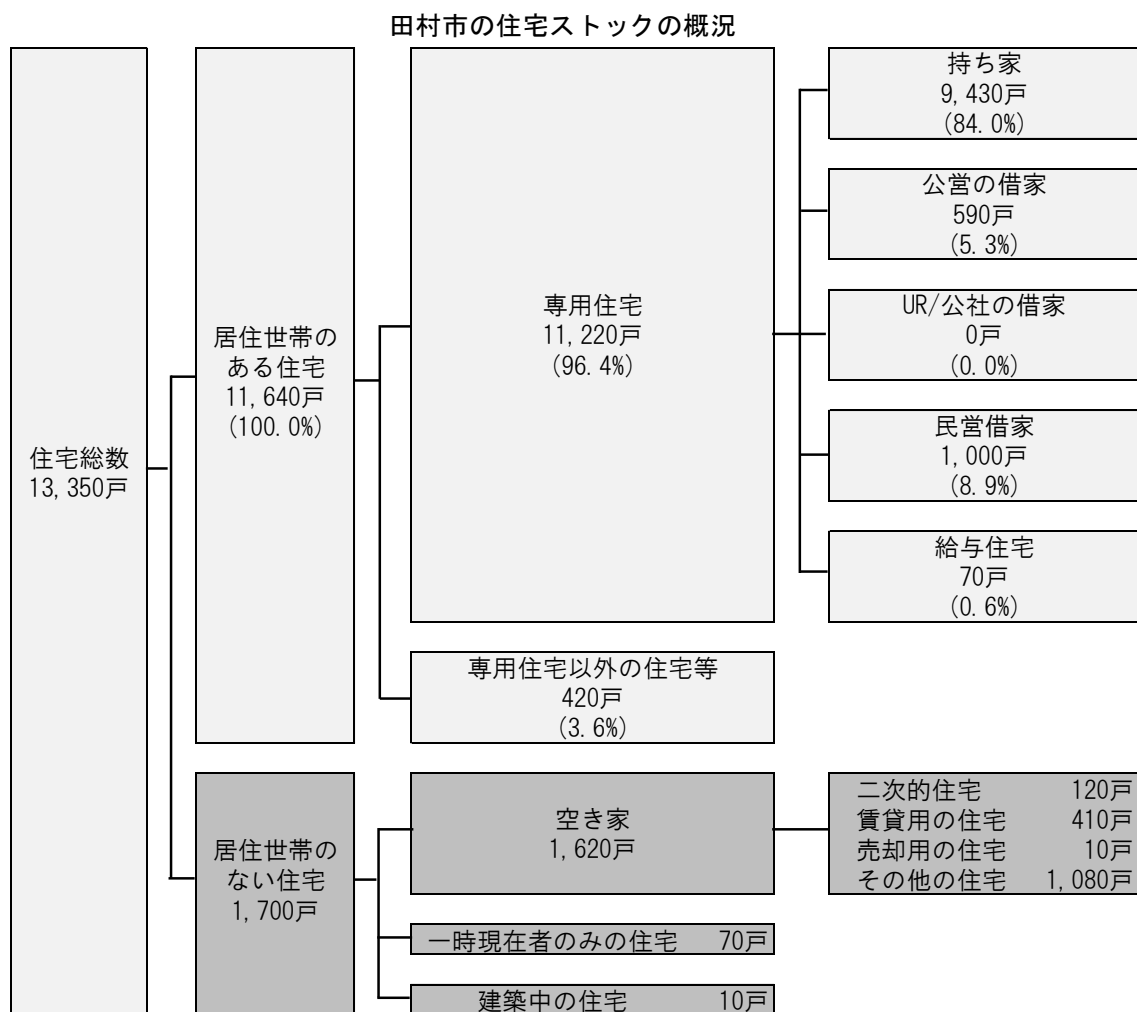 田村市の住宅ストックの概況
住宅総数
13,350戸
居住世帯の
ある住宅
11,640戸
(100.0%)
専用住宅
11,220戸
(96.4%)
持ち家
9,430戸
(84.0%)
公営の借家
590戸
(5.3%)
UR/公社の借家
0戸
(0.0%)
民営借家
1,000戸
(8.9%)
給与住宅
70戸
(0.6%)
専用住宅以外の住宅等
420戸
(3.6%)
居住世帯の
ない住宅
1,700戸
空き家
1,620戸
二次的住宅 120戸
賃貸用の住宅 410戸
売却用の住宅 10戸
その他の住宅 1,080戸
一時現在者のみの住宅 70戸
建築中の住宅 10戸